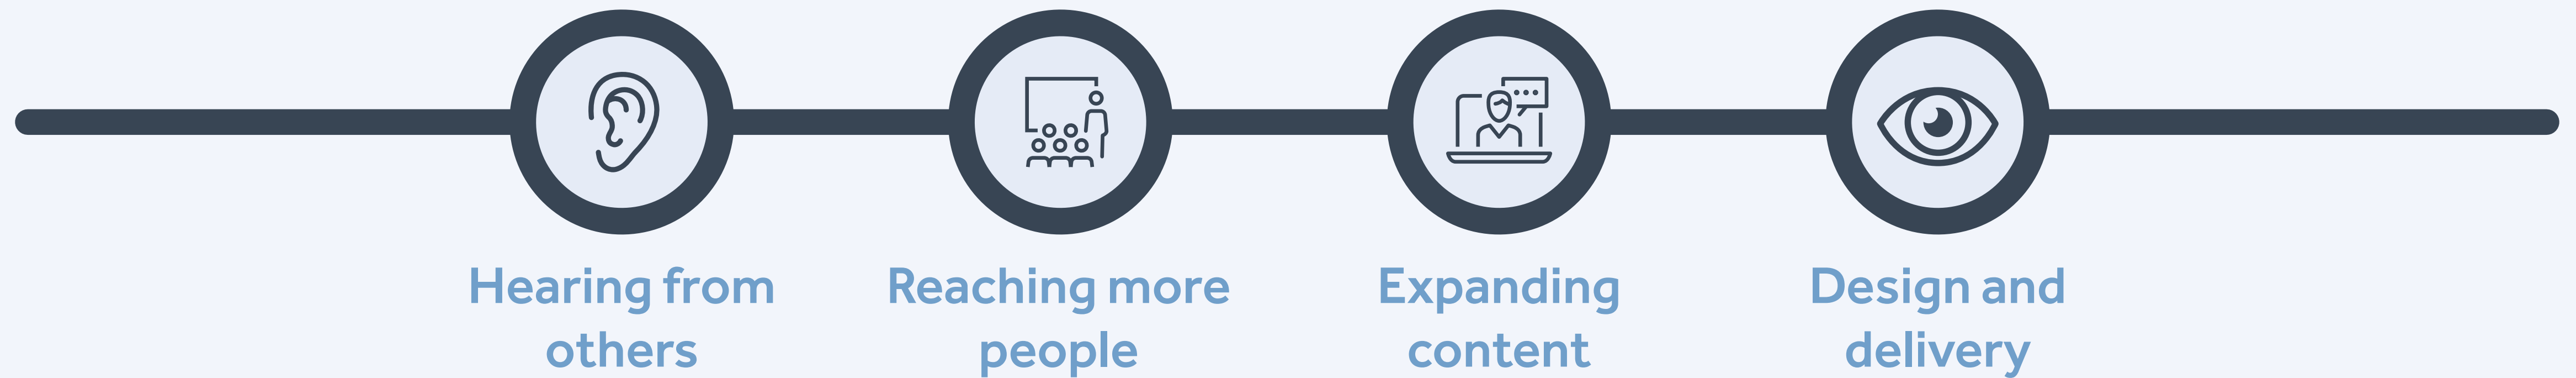 Hearing from
others
Reaching more
people
Expanding
content
Design and
delivery